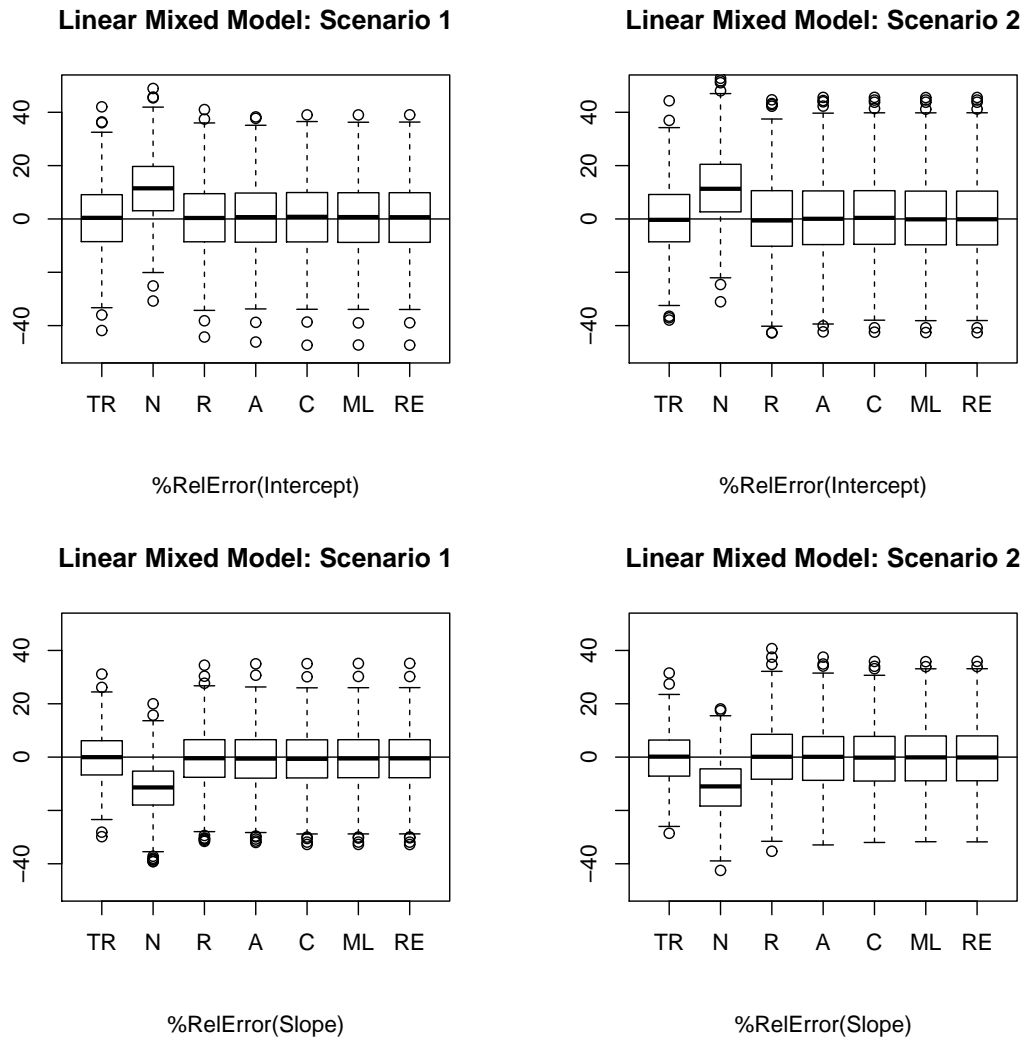 Linear Mixed Model: Scenario 1
40
20
0
−40
TR N R A C ML RE
%RelError(Intercept)
Linear Mixed Model: Scenario 2
40
20
0
−40
TR N R A C ML RE
%RelError(Intercept)
Linear Mixed Model: Scenario 1
40
20
0
−40
TR N R A C ML RE
%RelError(Slope)
Linear Mixed Model: Scenario 2
40
20
0
−40
TR N R A C ML RE
%RelError(Slope)